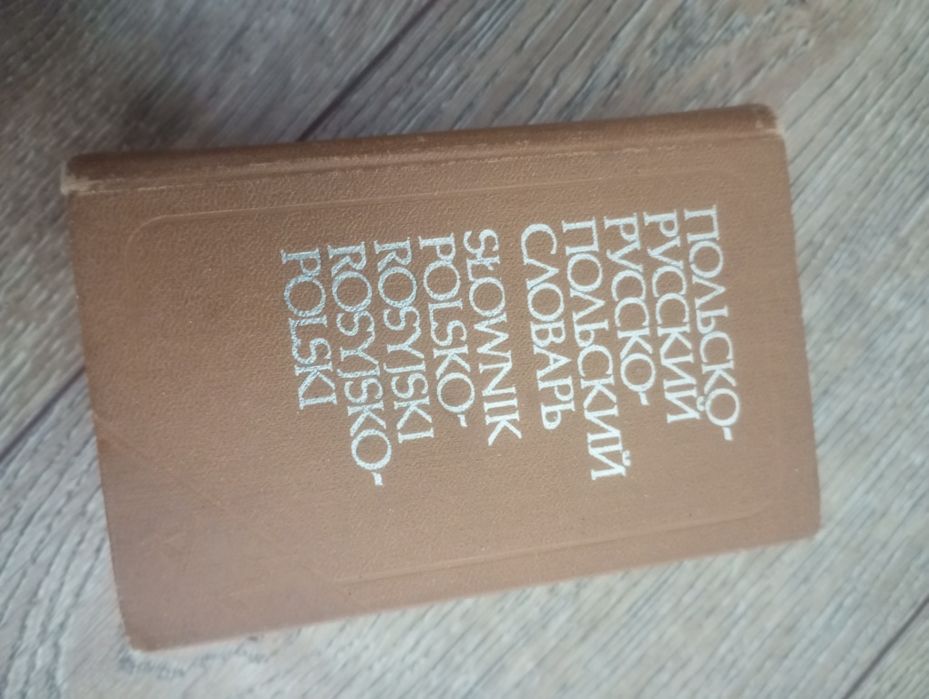 ПОЛЬСКО-
РУССКИЙ
РУССКО-
ПОЛЬСКИЙ
СЛОВАРЬ
SŁOWNIK
POLSKO-
ROSYJSKI
ROSYJSKO-
POLSKI